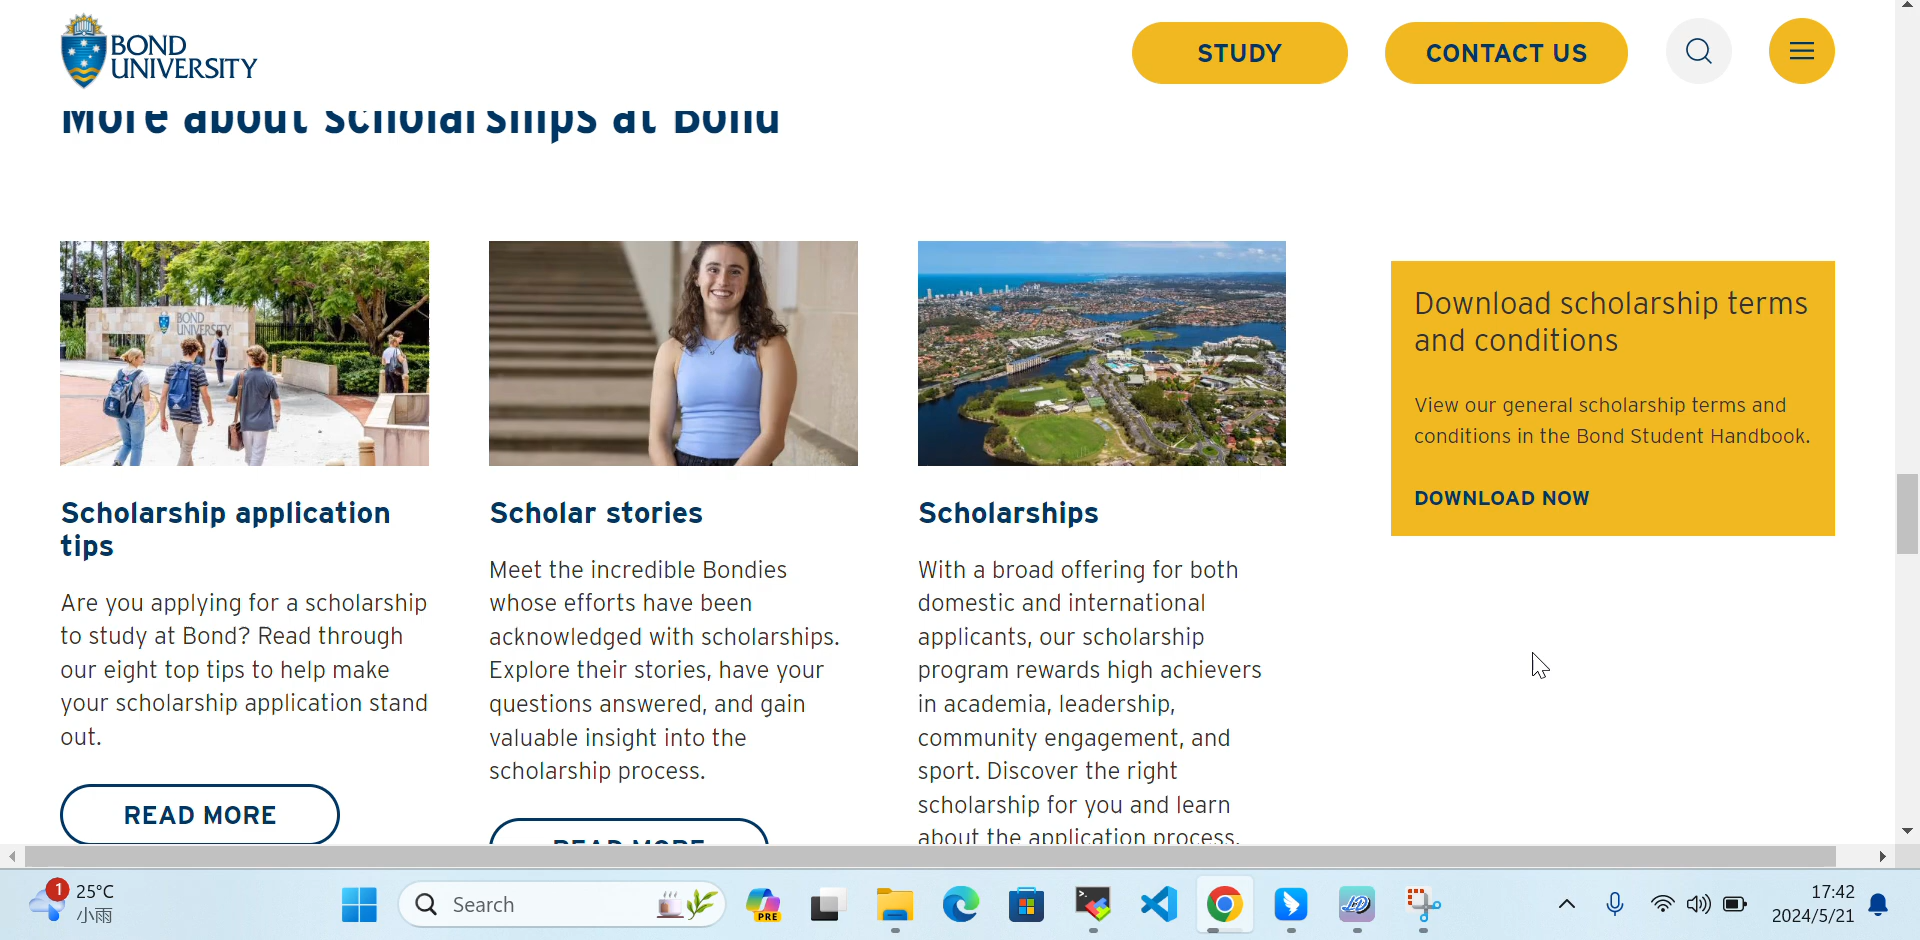 BOND
UNIVERSITY
STUDY
CONTACT US
More about scholarships at Bond
BOND
UNIVERSITY
Scholarship application
tips
Are you applying for a scholarship
to study at Bond? Read through
our eight top tips to help make
your scholarship application stand
out.
READ MORE
Scholar stories
Meet the incredible Bondies
whose efforts have been
acknowledged with scholarships.
Explore their stories, have your
questions answered, and gain
valuable insight into the
scholarship process.
READ MORE
Scholarships
With a broad offering for both
domestic and international
applicants, our scholarship
program rewards high achievers
in academia, leadership,
community engagement, and
sport. Discover the right
scholarship for you and learn
about the application process.
Download scholarship terms
and conditions
View our general scholarship terms and
conditions in the Bond Student Handbook.
DOWNLOAD NOW
1
25°C
小雨
Search
PRE
17:42
2024/5/21